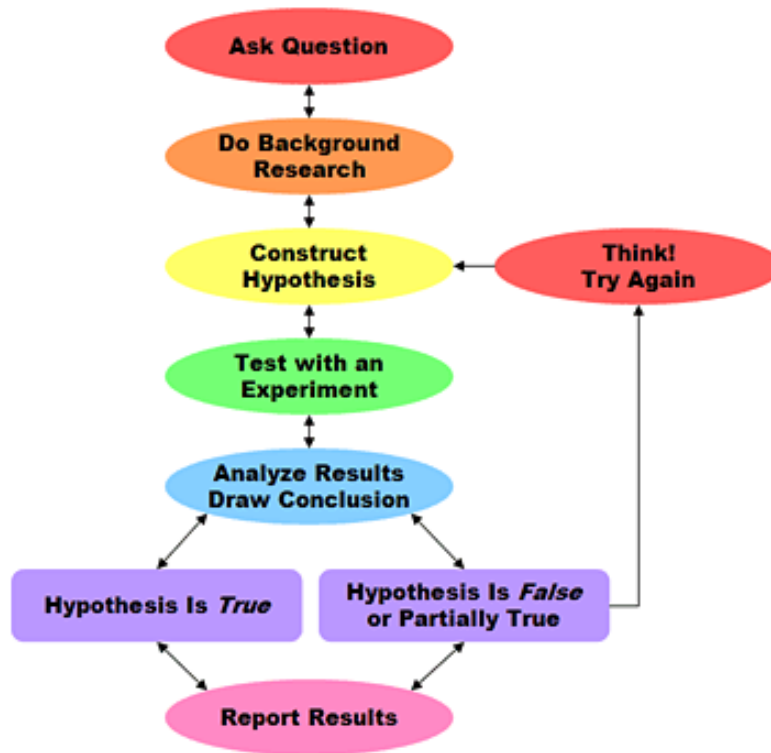 Ask Question
Do Background
Research
Construct
Hypothesis
Think!
Try Again
Test with an
Experiment
Analyze Results
Draw Conclusion
Hypothesis Is True
Hypothesis Is False
or Partially True
Report Results